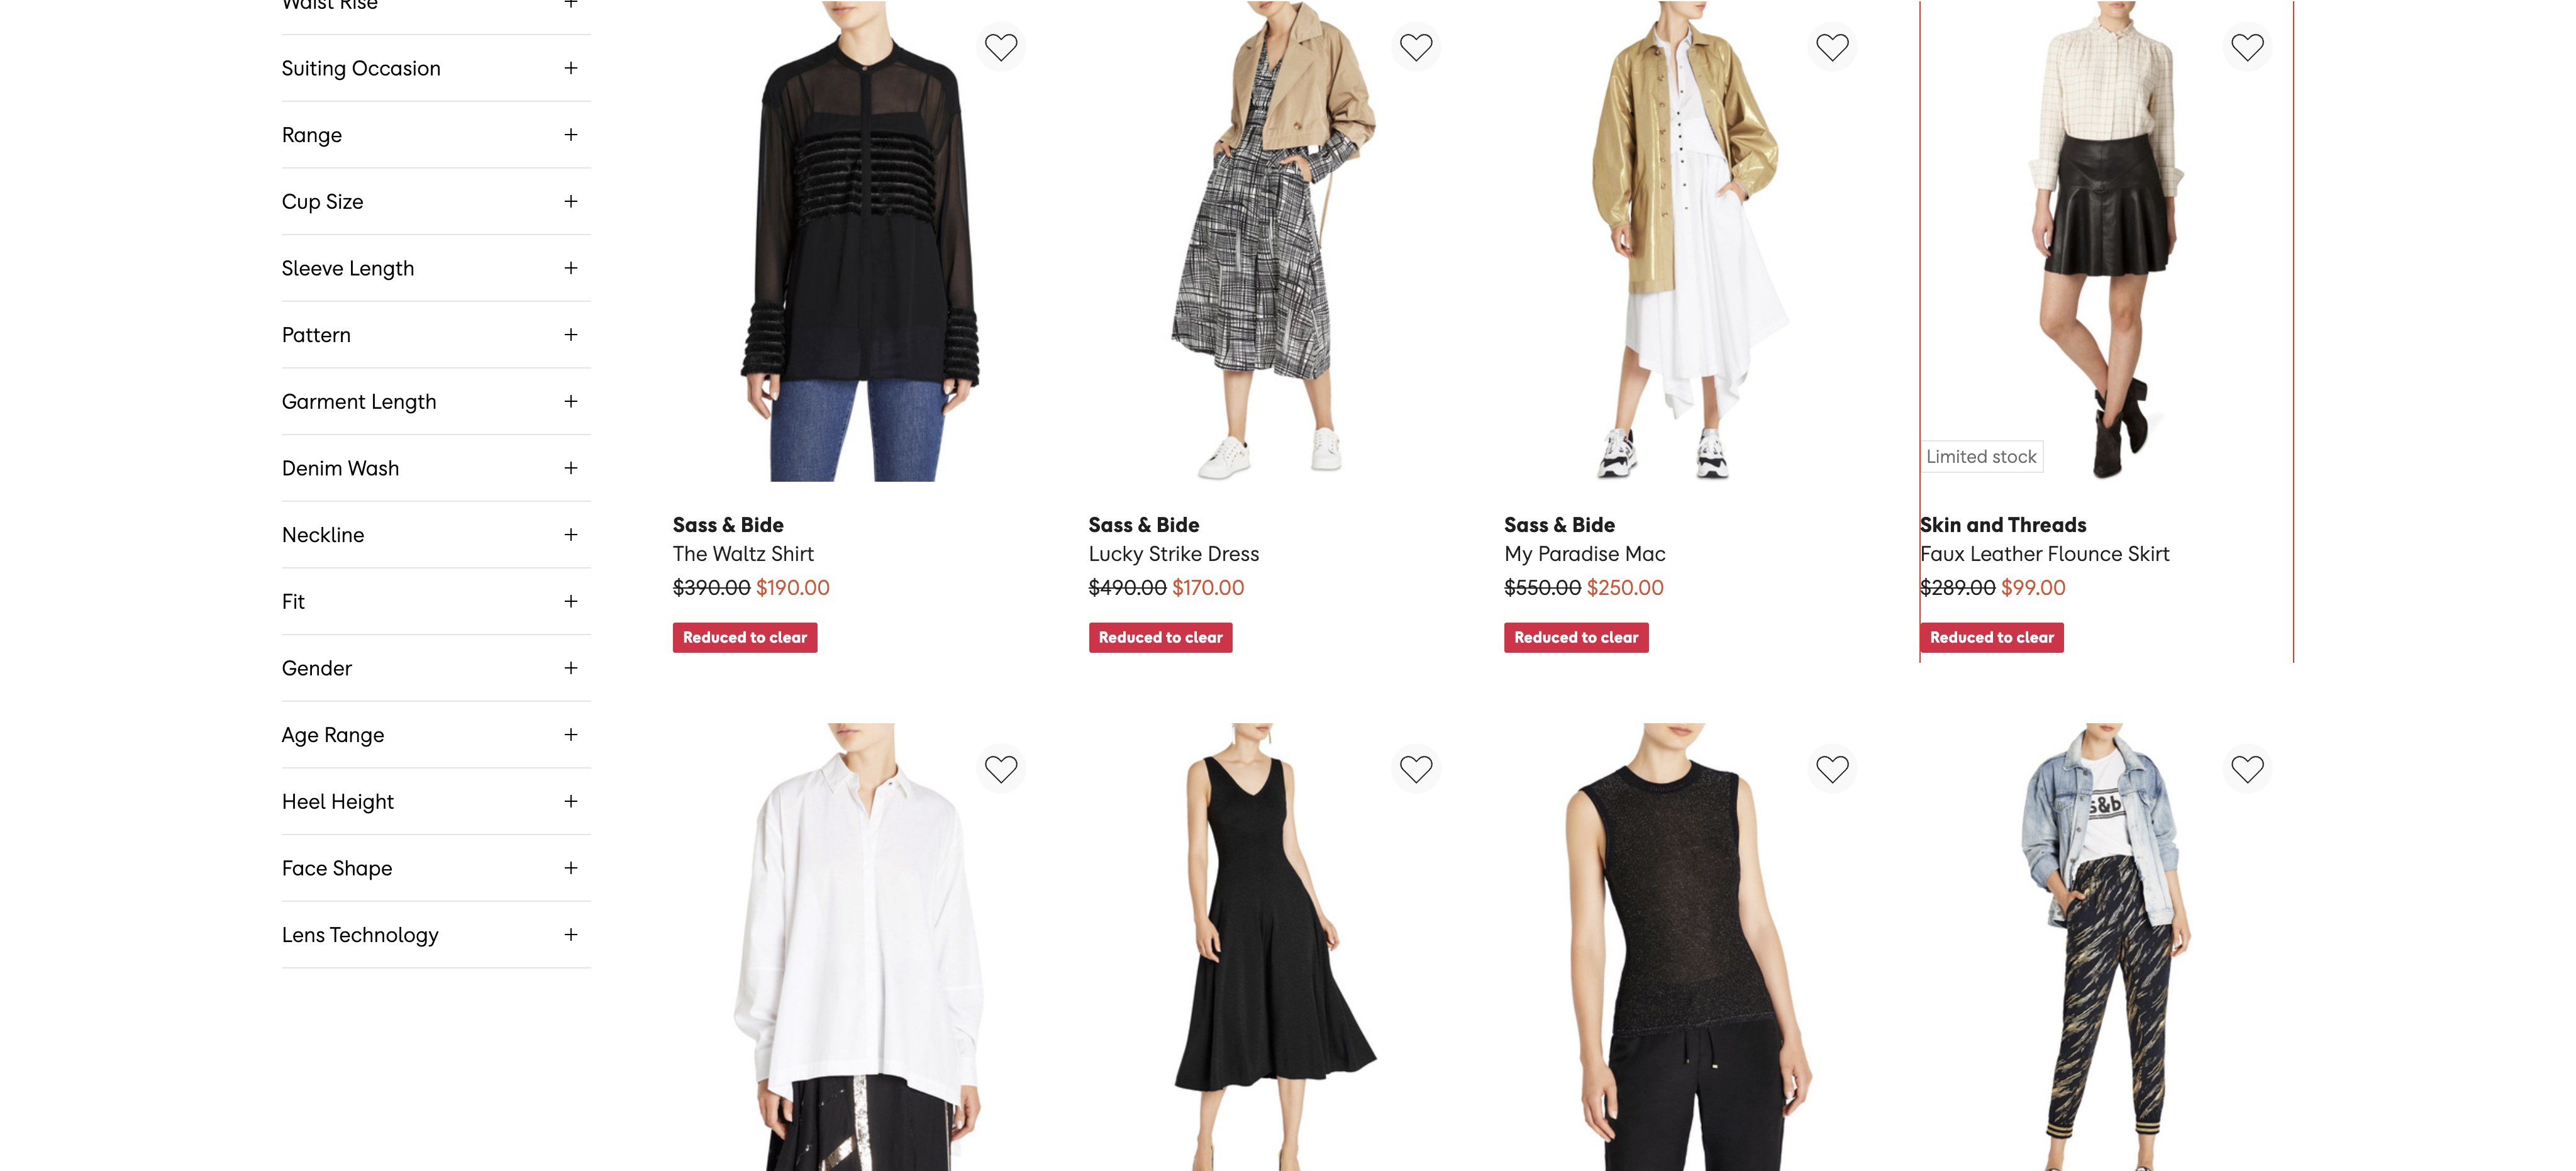 Waist Rise
Suiting Occasion
Range
Cup Size
Sleeve Length
Pattern
Garment Length
Denim Wash
Neckline
Fit
Gender
Age Range
Heel Height
Face Shape
Lens Technology
Sass & Bide
The Waltz Shirt
$390.00 $190.00
Reduced to clear
Sass & Bide
Lucky Strike Dress
$490.00 $170.00
Reduced to clear
Sass & Bide
My Paradise Mac
$550.00 $250.00
Reduced to clear
Limited stock
Skin and Threads
Faux Leather Flounce Skirt
$289.00 $99.00
Reduced to clear
s&b